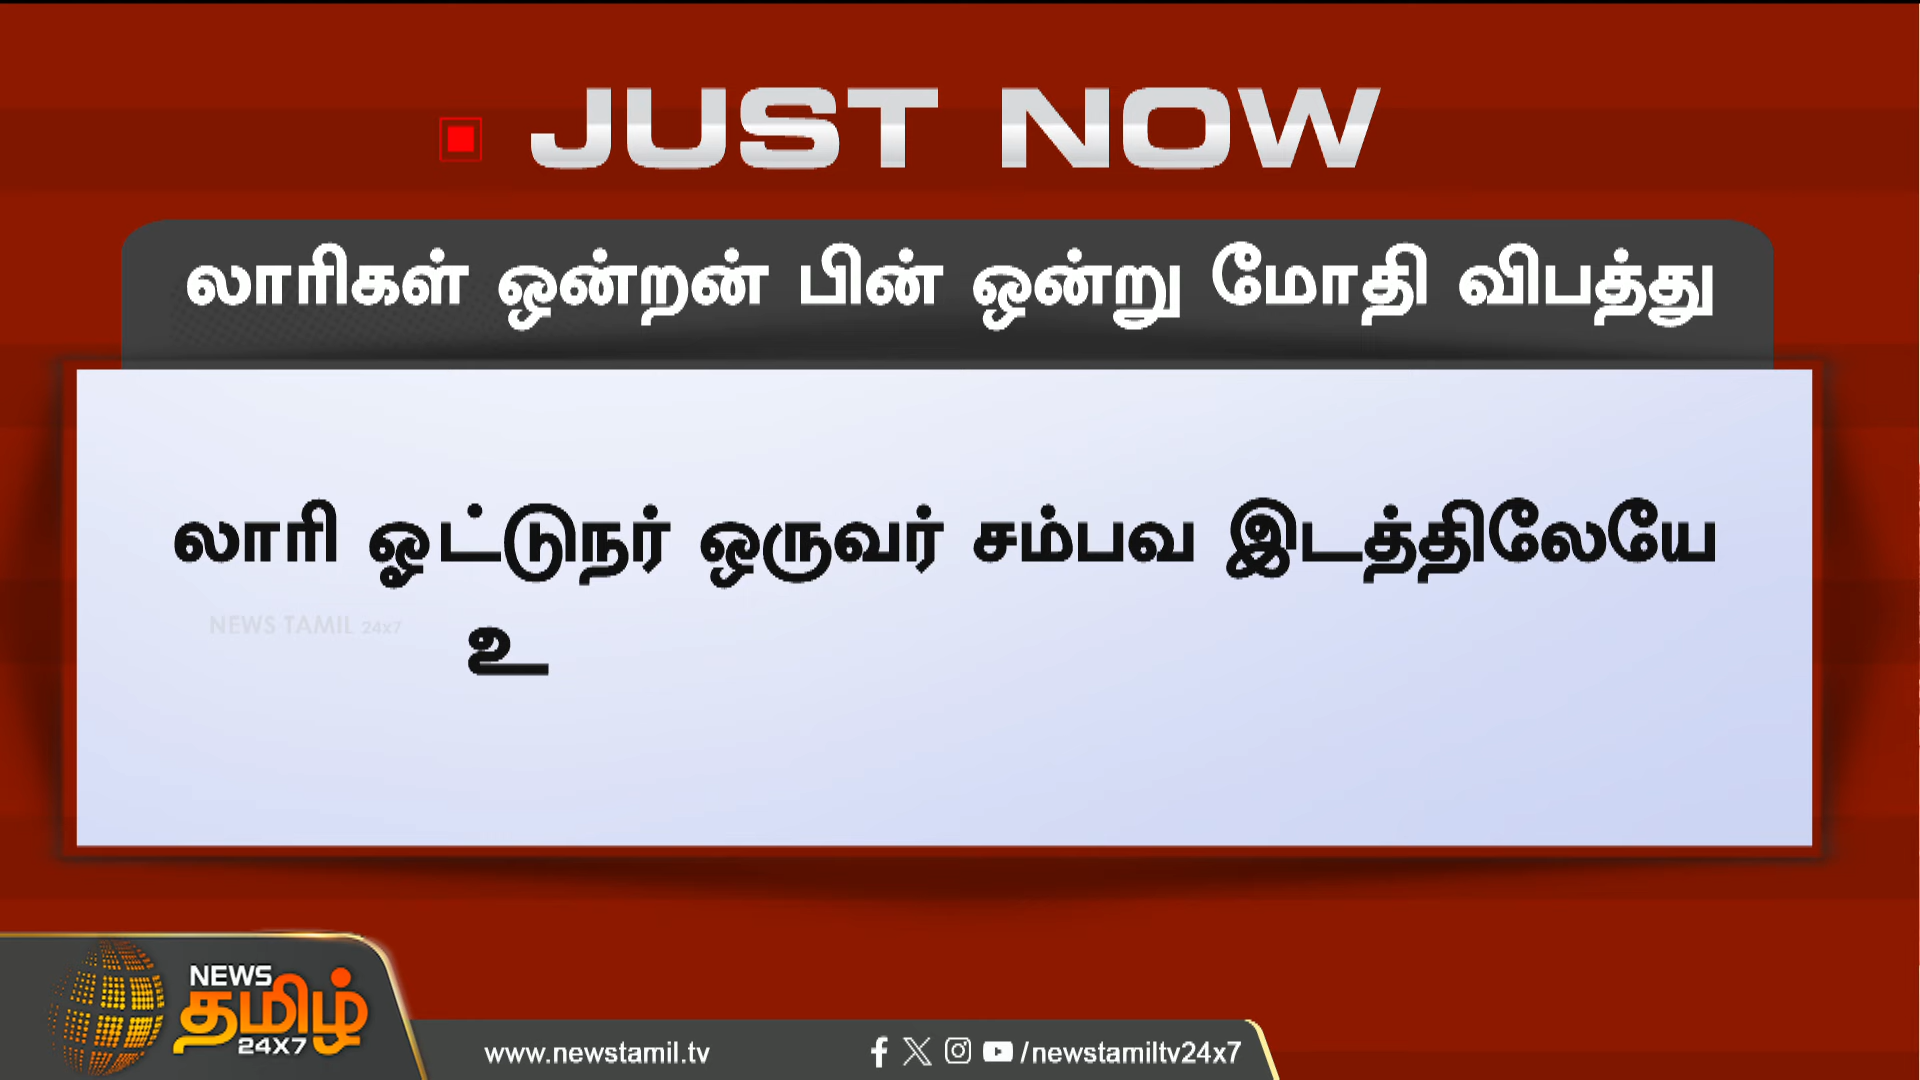 JUST NOW
லாரிகள் ஒன்றன் பின் ஒன்று மோதி விபத்து
லாரி ஓட்டுநர் ஒருவர் சம்பவ இடத்திலேயே
உ
NEWS TAMIL 24x7
NEWS
தமிழ்
24X7
www.newstamil.tv
/newstamiltv24x7